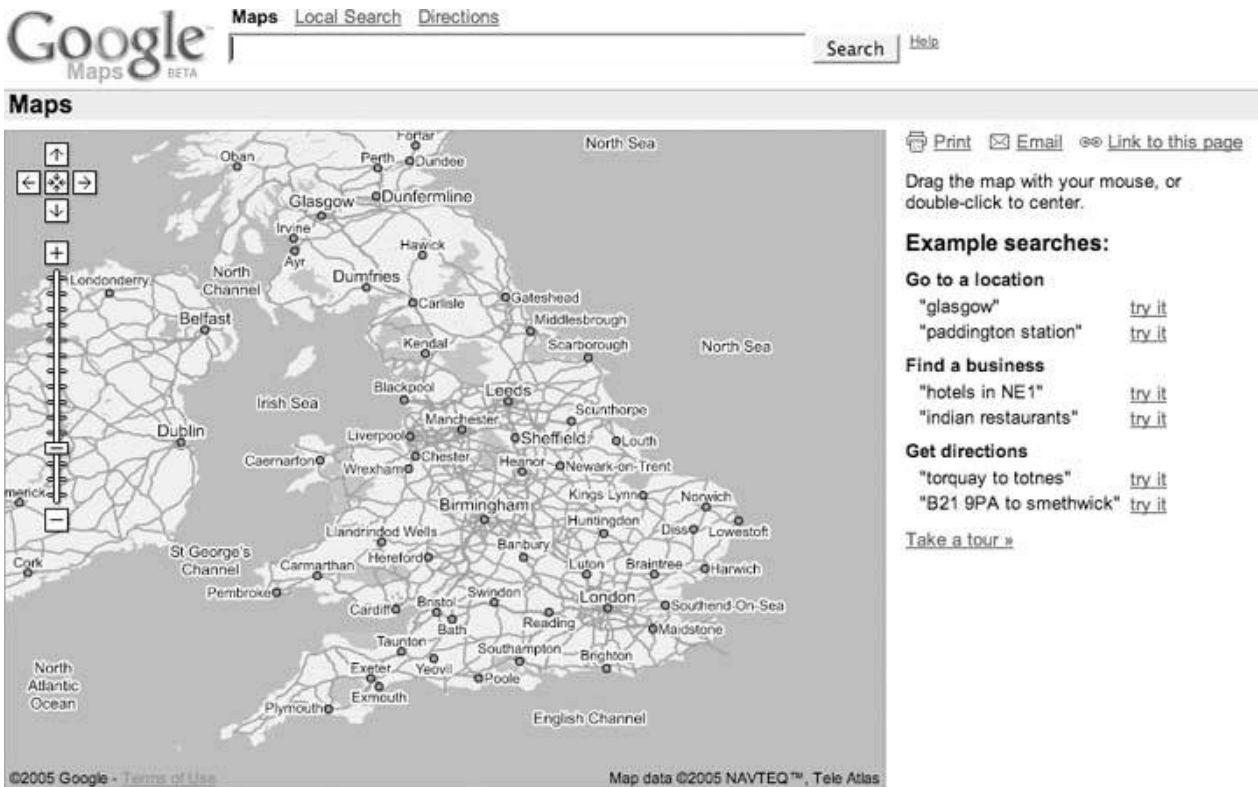 Google
Maps BETA
Maps Local Search Directions
Search Help
Maps
Print Email Link to this page
Drag the map with your mouse, or
double-click to center.
Example searches:
Go to a location
"glasgow" try it
"paddington station" try it
Find a business
"hotels in NE1" try it
"indian restaurants" try it
Get directions
"torquay to totnes" try it
"B21 9PA to smethwick" try it
Take a tour »
Forfar
North Sea
Oban
Perth
Dundee
Glasgow
Dunfermline
Irvine
Ayr
Hawick
Londonderry
North
Channel
Dumfries
Carlisle
Gateshead
Belfast
Middlesbrough
Kendal
Scarborough
North Sea
Blackpool
Leeds
Irish Sea
Scunthorpe
Manchester
Dublin
Liverpool
Sheffield
Louth
Caernarfon
Chester
Wrexham
Heanor
Newark-on-Trent
merick
Kings Lynn
Norwich
Birmingham
Huntingdon
Diss
Lowestoft
Llandrindod Wells
Banbury
St George's
Channel
Hereford
Cork
Carmarthan
Luton
Braintree
Harwich
Pembroke
Swindon
London
Cardiff
Bristol
Southend-On-Sea
Bath
Reading
Maidstone
Taunton
Southampton
Brighton
North
Atlantic
Ocean
Exeter
Yeovil
Poole
Exmouth
Plymouth
English Channel
©2005 Google - Terms of Use
Map data ©2005 NAVTEQ™, Tele Atlas